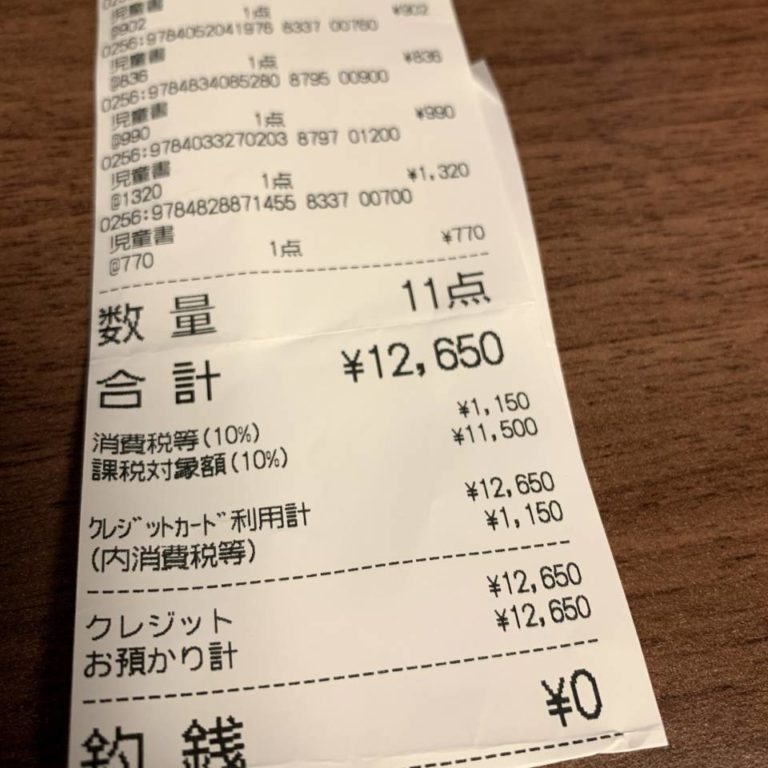 児童書
@902 1点 ¥902
0256:9784052041976 8337 00760
児童書
@836 1点 ¥836
0256:9784834085280 8795 00900
児童書
@990 1点 ¥990
0256:9784033270203 8797 01200
児童書
@1320 1点 ¥1,320
0256:9784828871455 8337 00700
児童書
@770 1点 ¥770
数量 11点
合計 ¥12,650
消費税等(10%) ¥1,150
課税対象額(10%) ¥11,500
クレジットカード利用計 ¥12,650
(内消費税等) ¥1,150
クレジット ¥12,650
お預かり計 ¥12,650
釣銭 ¥0